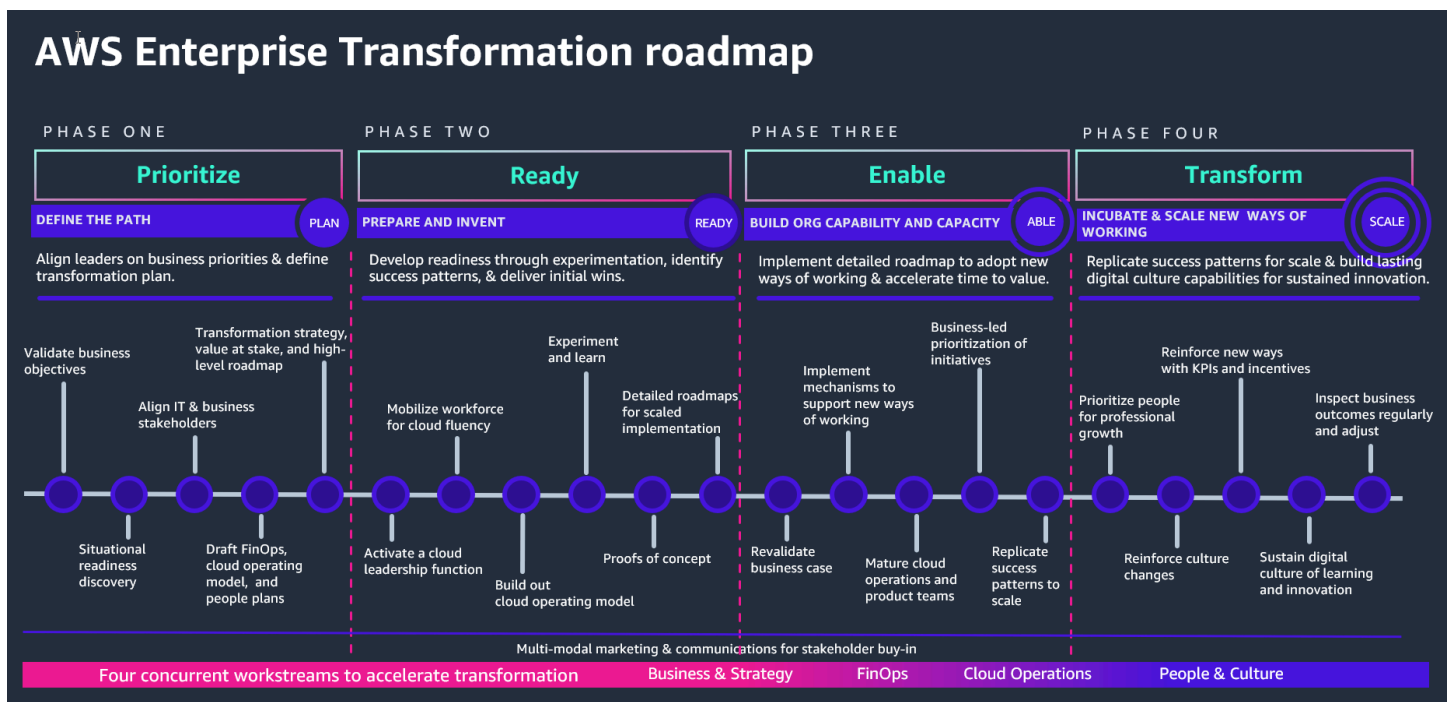 AWS Enterprise Transformation roadmap
PHASE ONE
Prioritize
DEFINE THE PATH
PLAN
Align leaders on business priorities & define
transformation plan.
PHASE TWO
Ready
PREPARE AND INVENT
READY
Develop readiness through experimentation, identify
success patterns, & deliver initial wins.
PHASE THREE
Enable
BUILD ORG CAPABILITY AND CAPACITY
ABLE
Implement detailed roadmap to adopt new
ways of working & accelerate time to value.
PHASE FOUR
Transform
INCUBATE & SCALE NEW WAYS OF
WORKING
SCALE
Replicate success patterns for scale & build lasting
digital culture capabilities for sustained innovation.
Validate business
objectives
Situational
readiness
discovery
Align IT & business
stakeholders
Draft FinOps,
cloud operating
model, and
people plans
Transformation strategy,
value at stake, and high-
level roadmap
Activate a cloud
leadership function
Mobilize workforce
for cloud fluency
Build out
cloud operating model
Experiment
and learn
Proofs of concept
Detailed roadmaps
for scaled
implementation
Revalidate
business case
Implement
mechanisms to
support new ways
of working
Mature cloud
operations and
product teams
Business-led
prioritization of
initiatives
Replicate
success
patterns to
scale
Prioritize people
for professional
growth
Reinforce culture
changes
Reinforce new ways
with KPIs and incentives
Sustain digital
culture of learning
and innovation
Inspect business
outcomes regularly
and adjust
Multi-modal marketing & communications for stakeholder buy-in
Four concurrent workstreams to accelerate transformation
Business & Strategy
FinOps
Cloud Operations
People & Culture